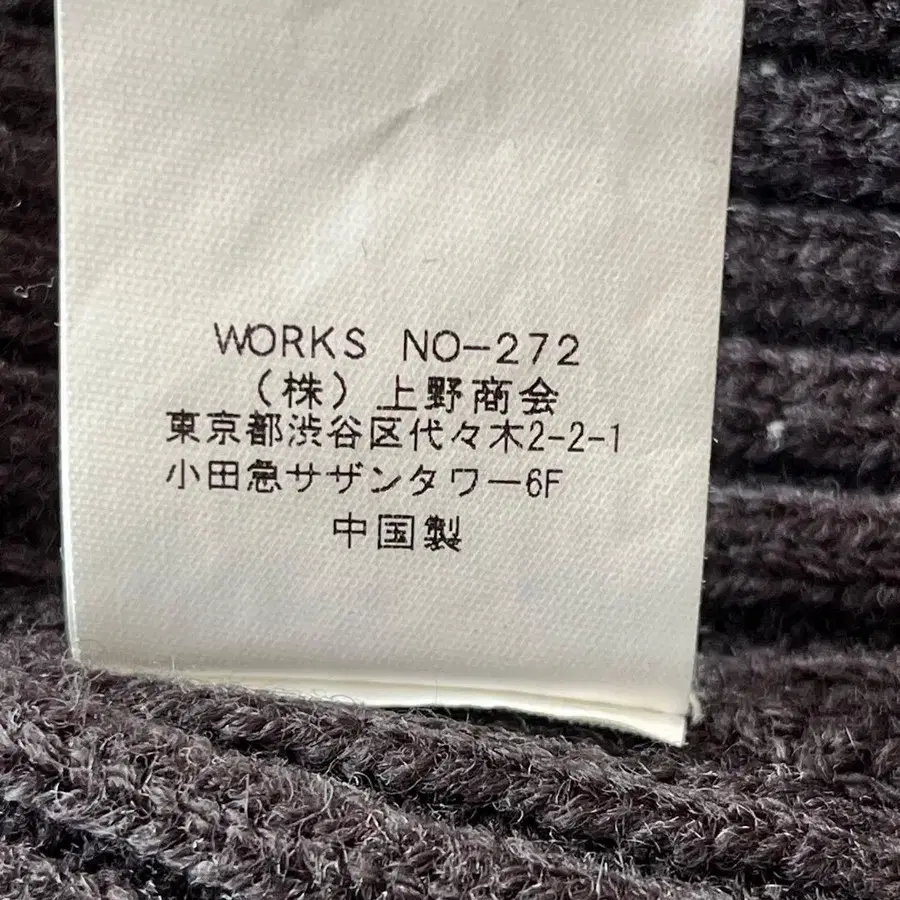 WORKS NO-272
(株)上野商会
東京都渋谷区代々木2-2-1
小田急サザンタワー6F
中国製